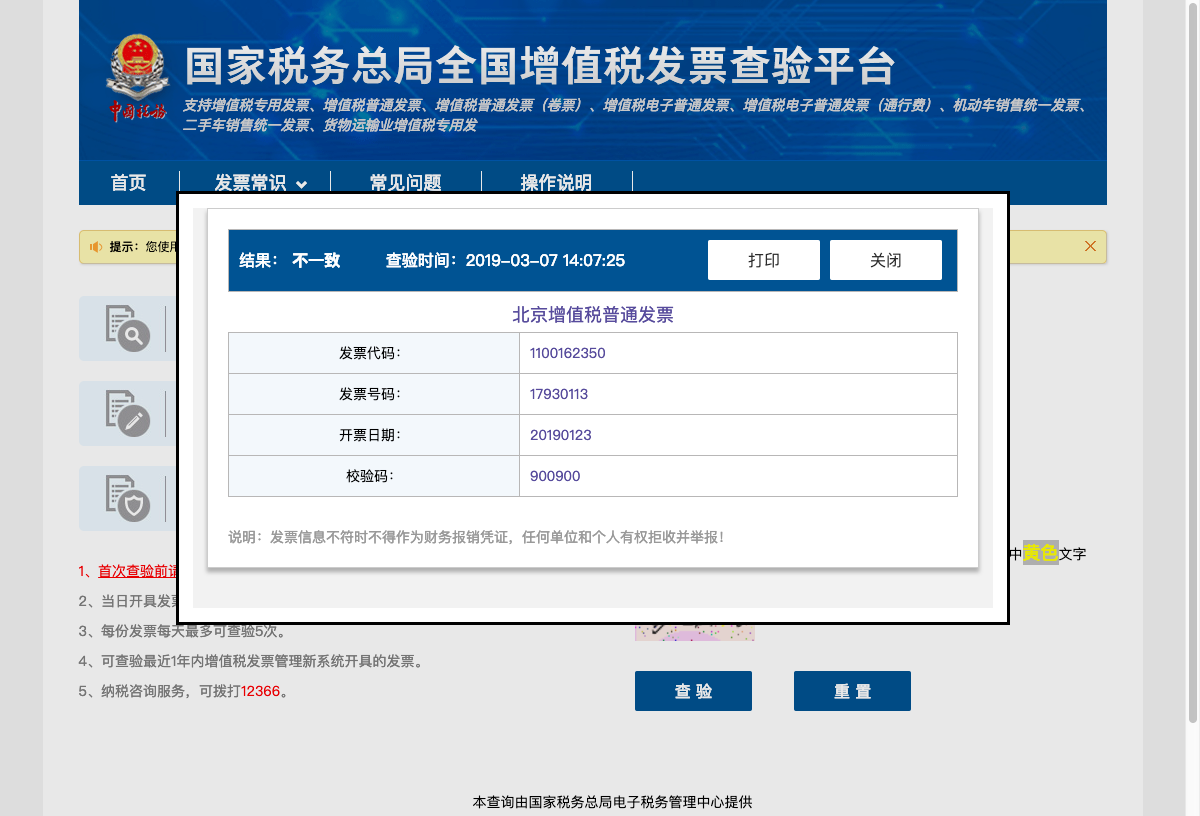 国家税务总局全国增值税发票查验平台
中国税务
支持增值税专用发票、增值税普通发票、增值税普通发票（卷票）、增值税电子普通发票、增值税电子普通发票（通行费）、机动车销售统一发票、
二手车销售统一发票、货物运输业增值税专用发
首页 发票常识 常见问题 操作说明
提示：您使用
结果： 不一致 查验时间：2019-03-07 14:07:25 打印 关闭
北京增值税普通发票
发票代码： 1100162350
发票号码： 17930113
开票日期： 20190123
校验码： 900900
说明：发票信息不符时不得作为财务报销凭证，任何单位和个人有权拒收并举报！
中黄色文字
1、首次查验前请
2、当日开具发票
3、每份发票每天最多可查验5次。
4、可查验最近1年内增值税发票管理新系统开具的发票。
5、纳税咨询服务，可拨打12366。
查 验 重 置
本查询由国家税务总局电子税务管理中心提供